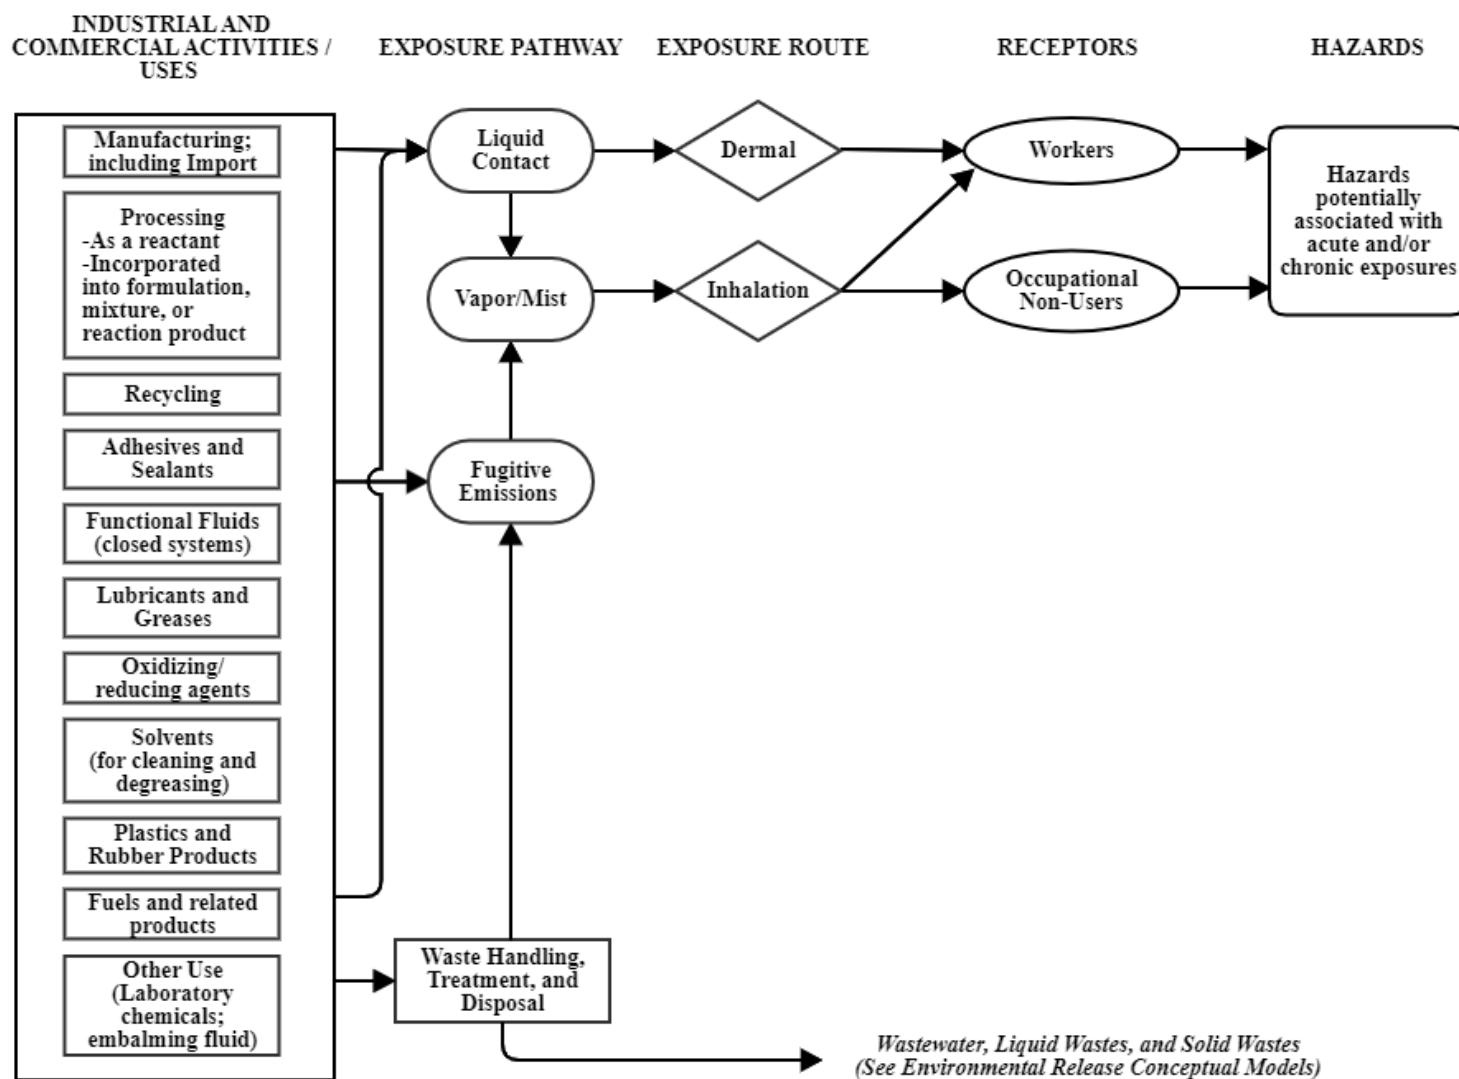 INDUSTRIAL AND
COMMERCIAL ACTIVITIES /
USES
EXPOSURE PATHWAY
EXPOSURE ROUTE
RECEPTORS
HAZARDS
Manufacturing;
including Import
Processing
-As a reactant
-Incorporated
into formulation,
mixture, or
reaction product
Recycling
Adhesives and
Sealants
Functional Fluids
(closed systems)
Lubricants and
Greases
Oxidizing/
reducing agents
Solvents
(for cleaning and
degreasing)
Plastics and
Rubber Products
Fuels and related
products
Other Use
(Laboratory
chemicals;
embalming fluid)
Liquid
Contact
Vapor/Mist
Fugitive
Emissions
Waste Handling,
Treatment, and
Disposal
Dermal
Inhalation
Workers
Occupational
Non-Users
Hazards
potentially
associated with
acute and/or
chronic exposures
Wastewater, Liquid Wastes, and Solid Wastes
(See Environmental Release Conceptual Models)